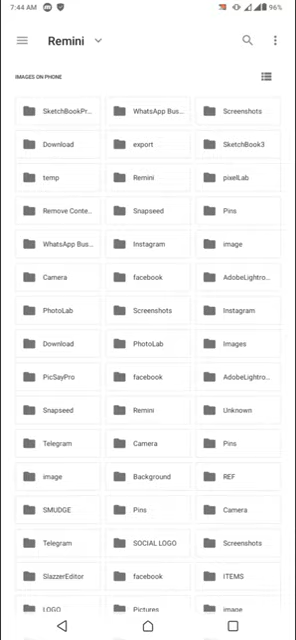 7:44 AM 96%
Remini
IMAGES ON PHONE
SketchBookPr... WhatsApp Bus... Screenshots
Download export SketchBook3
temp Remini pixelLab
Remove Conte... Snapseed Pins
WhatsApp Bus... Instagram image
Camera facebook AdobeLightro...
PhotoLab Screenshots Instagram
Download PhotoLab Images
PicSayPro facebook AdobeLightro...
Snapseed Remini Unknown
Telegram Camera Pins
image Background REF
SMUDGE Pins Camera
Telegram SOCIAL LOGO Screenshots
SlazzerEditor facebook ITEMS
LOGO Pictures image